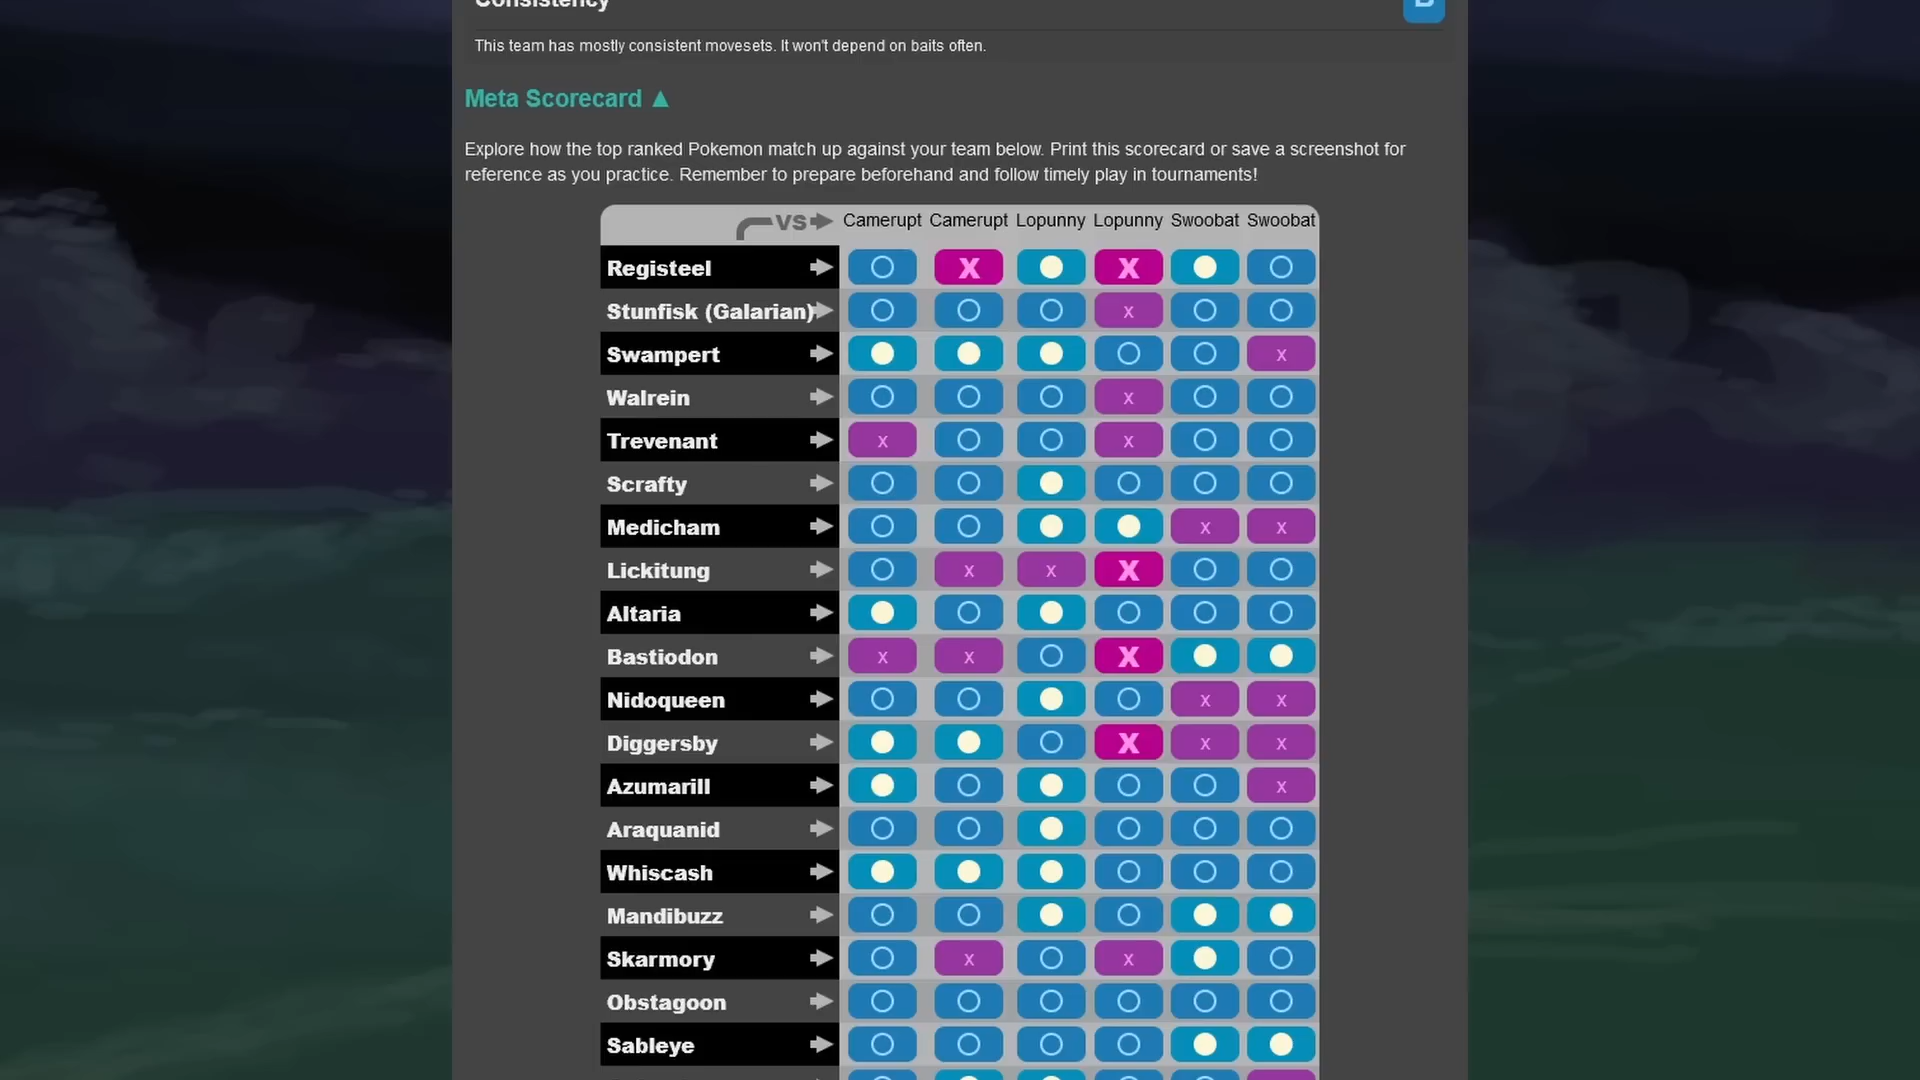 Consistency
B
This team has mostly consistent movesets. It won't depend on baits often.
Meta Scorecard ▲
Explore how the top ranked Pokemon match up against your team below. Print this scorecard or save a screenshot for
reference as you practice. Remember to prepare beforehand and follow timely play in tournaments!
VS Camerupt Camerupt Lopunny Lopunny Swoobat Swoobat
Registeel X X
Stunfisk (Galarian) x
Swampert x
Walrein x
Trevenant x x
Scrafty
Medicham x x
Lickitung x x X
Altaria
Bastiodon x x X
Nidoqueen x x
Diggersby X x x
Azumarill x
Araquanid
Whiscash
Mandibuzz
Skarmory x x
Obstagoon
Sableye